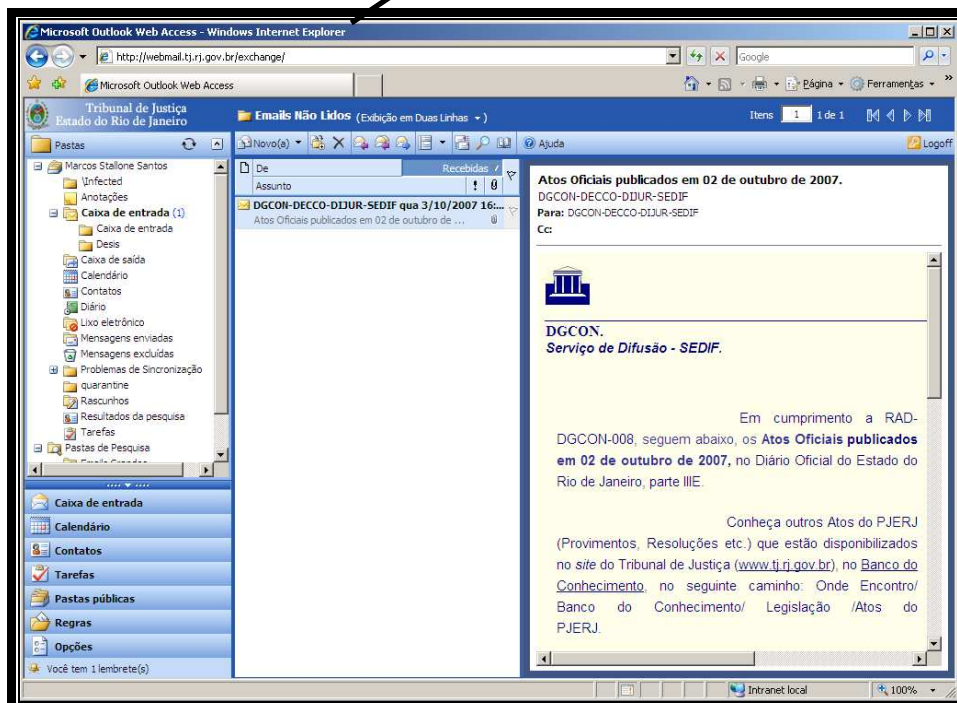 Microsoft Outlook Web Access - Windows Internet Explorer
http://webmail.tj.rj.gov.br/exchange/
Google
Microsoft Outlook Web Access
Página
Ferramentas
Tribunal de Justiça
Estado do Rio de Janeiro
Emails Não Lidos (Exibição em Duas Linhas)
Itens 1 1 de 1
Pastas
Novo(a)
Ajuda
Logoff
Marcos Stallone Santos
\Infected
Anotações
Caixa de entrada (1)
Caixa de entrada
Desis
Caixa de saída
Calendário
Contatos
Diário
Lixo eletrônico
Mensagens enviadas
Mensagens excluídas
Problemas de Sincronização
quarantine
Rascunhos
Resultados da pesquisa
Tarefas
Pastas de Pesquisa
Emails Grandes
Caixa de entrada
Calendário
Contatos
Tarefas
Pastas públicas
Regras
Opções
Você tem 1 lembrete(s)
De
Recebidas
Assunto
DGCON-DECCO-DIJUR-SEDIF qua 3/10/2007 16:...
Atos Oficiais publicados em 02 de outubro de ...
Atos Oficiais publicados em 02 de outubro de 2007.
DGCON-DECCO-DIJUR-SEDIF
Para: DGCON-DECCO-DIJUR-SEDIF
Cc:
DGCON.
Serviço de Difusão - SEDIF.
Em cumprimento a RAD-
DGCON-008, seguem abaixo, os Atos Oficiais publicados
em 02 de outubro de 2007, no Diário Oficial do Estado do
Rio de Janeiro, parte IIIE.
Conheça outros Atos do PJERJ
(Provimentos, Resoluções etc.) que estão disponibilizados
no site do Tribunal de Justiça (www.tj.rj.gov.br), no Banco do
Conhecimento, no seguinte caminho: Onde Encontro/
Banco do Conhecimento/ Legislação /Atos do
PJERJ.
Intranet local
100%